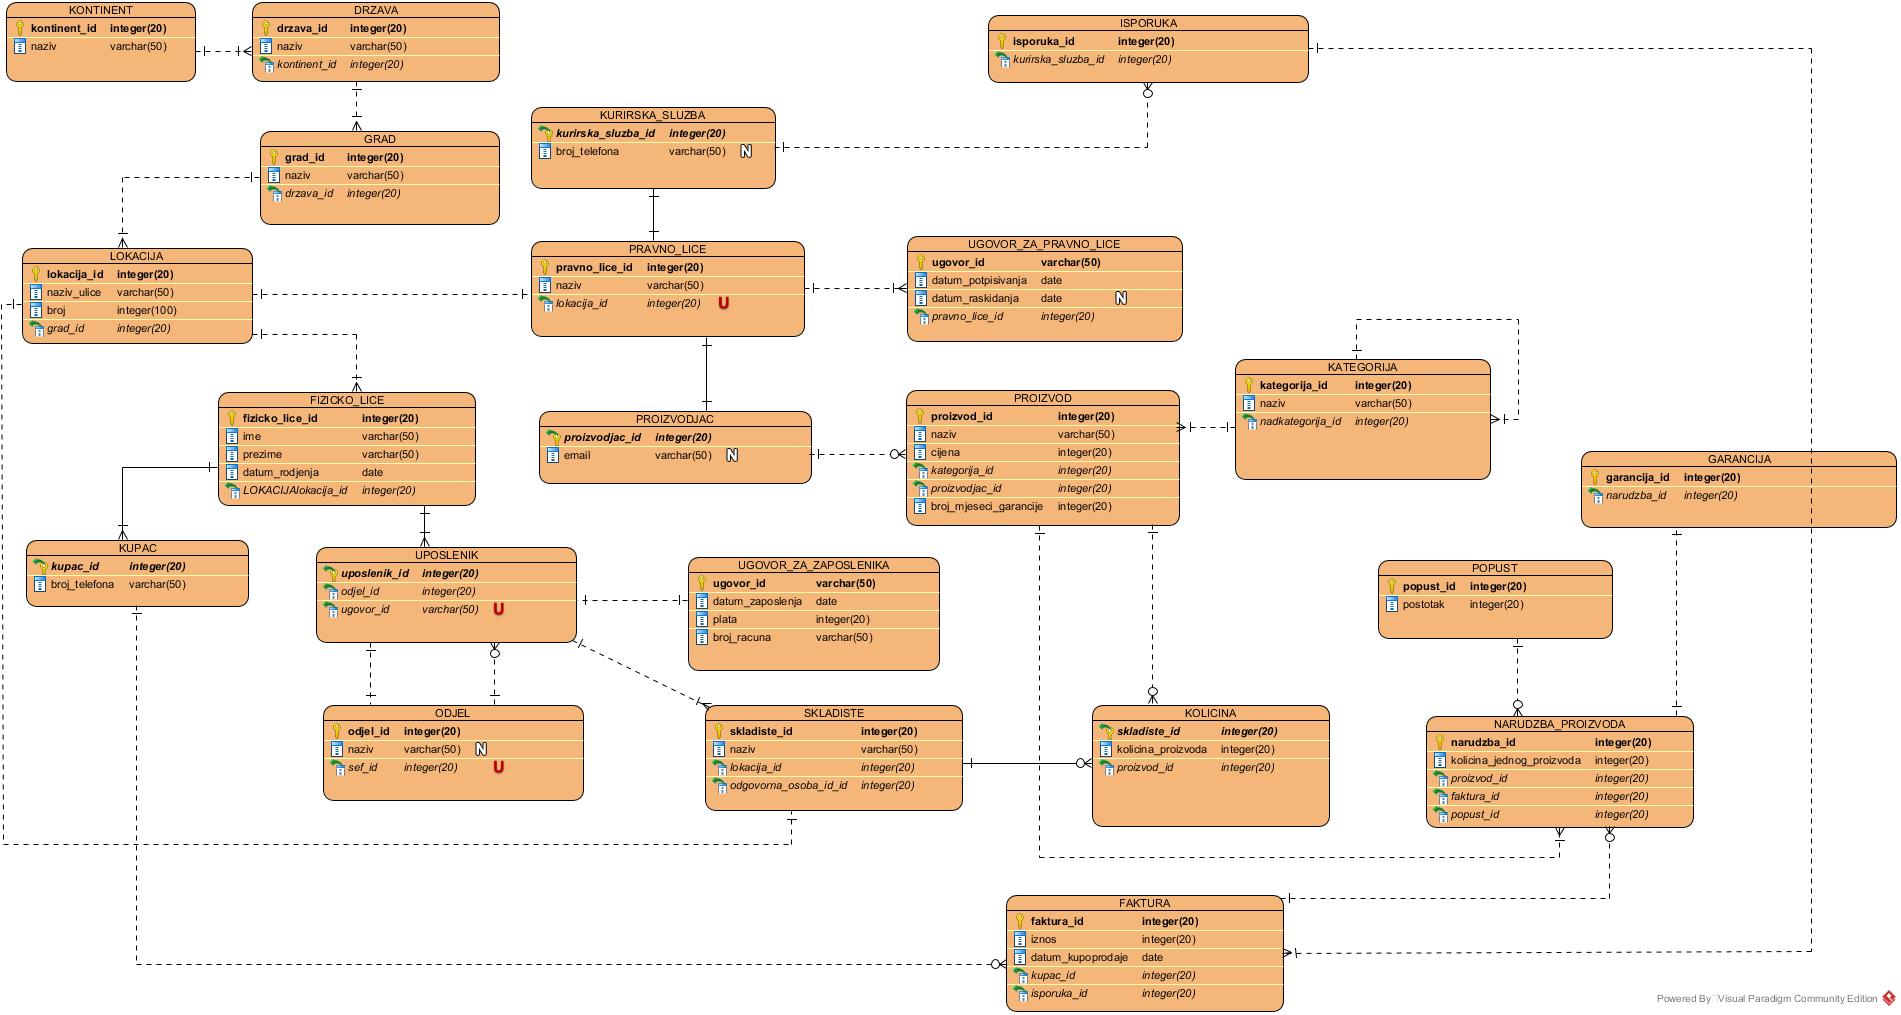 KONTINENT
kontinent_id integer(20)
naziv varchar(50)
DRZAVA
drzava_id integer(20)
naziv varchar(50)
kontinent_id integer(20)
ISPORUKA
isporuka_id integer(20)
kurirska_sluzba_id integer(20)
KURIRSKA_SLUZBA
kurirska_sluzba_id integer(20)
broj_telefona varchar(50) N
GRAD
grad_id integer(20)
naziv varchar(50)
drzava_id integer(20)
LOKACIJA
lokacija_id integer(20)
naziv_ulice varchar(50)
broj integer(100)
grad_id integer(20)
PRAVNO_LICE
pravno_lice_id integer(20)
naziv varchar(50)
lokacija_id integer(20) U
UGOVOR_ZA_PRAVNO_LICE
ugovor_id varchar(50)
datum_potpisivanja date
datum_raskidanja date N
pravno_lice_id integer(20)
KATEGORIJA
kategorija_id integer(20)
naziv varchar(50)
nadkategorija_id integer(20)
FIZICKO_LICE
fizicko_lice_id integer(20)
ime varchar(50)
prezime varchar(50)
datum_rodjenja date
LOKACIJAlokacija_id integer(20)
PROIZVODJAC
proizvodjac_id integer(20)
email varchar(50) N
PROIZVOD
proizvod_id integer(20)
naziv varchar(50)
cijena integer(20)
kategorija_id integer(20)
proizvodjac_id integer(20)
broj_mjeseci_garancije integer(20)
GARANCIJA
garancija_id integer(20)
narudzba_id integer(20)
KUPAC
kupac_id integer(20)
broj_telefona varchar(50)
UPOSLENIK
uposlenik_id integer(20)
odjel_id integer(20)
ugovor_id varchar(50) U
UGOVOR_ZA_ZAPOSLENIKA
ugovor_id varchar(50)
datum_zaposlenja date
plata integer(20)
broj_racuna varchar(50)
POPUST
popust_id integer(20)
postotak integer(20)
ODJEL
odjel_id integer(20)
naziv varchar(50) N
sef_id integer(20) U
SKLADISTE
skladiste_id integer(20)
naziv varchar(50)
lokacija_id integer(20)
odgovorna_osoba_id_id integer(20)
KOLICINA
skladiste_id integer(20)
kolicina_proizvoda integer(20)
proizvod_id integer(20)
NARUDZBA_PROIZVODA
narudzba_id integer(20)
kolicina_jednog_proizvoda integer(20)
proizvod_id integer(20)
faktura_id integer(20)
popust_id integer(20)
FAKTURA
faktura_id integer(20)
iznos integer(20)
datum_kupoprodaje date
kupac_id integer(20)
isporuka_id integer(20)
Powered By Visual Paradigm Community Edition